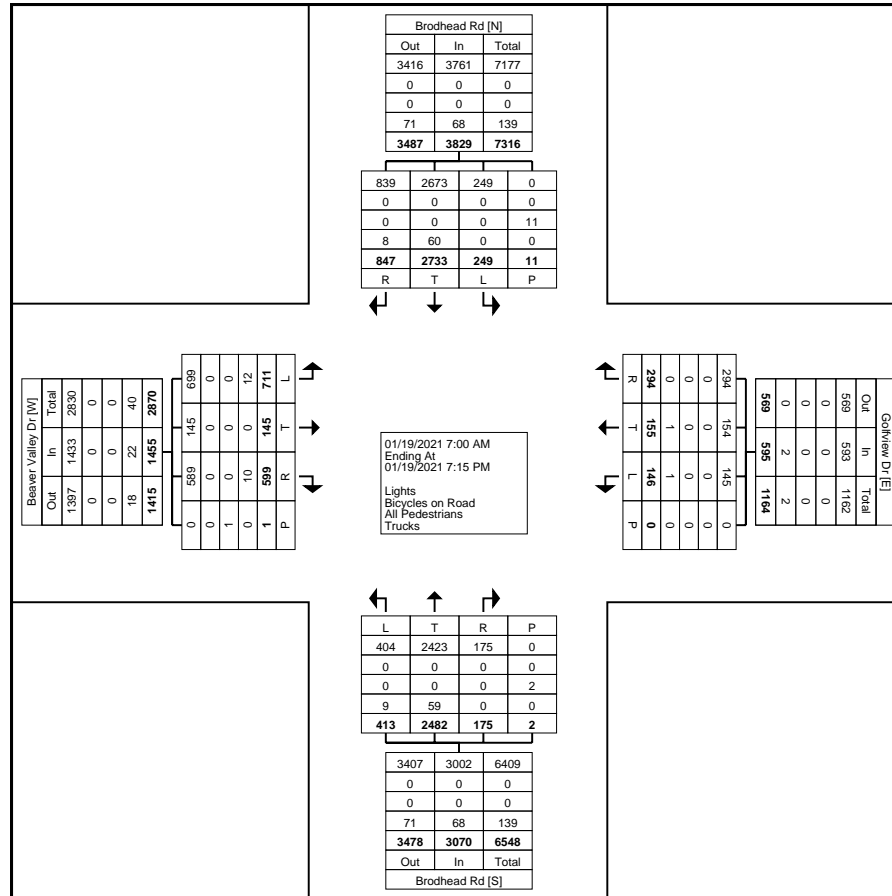 Brodhead Rd [N]
Out In Total
3416 3761 7177
0 0 0
0 0 0
71 68 139
3487 3829 7316
839 2673 249 0
0 0 0 0
0 0 0 11
8 60 0 0
847 2733 249 11
R T L P
Beaver Valley Dr [W]
Total In Out
2830 1433 1397
0 0 0
0 0 0
40 22 18
2870 1455 1415
699 145 589 0
0 0 0 0
0 0 0 1
12 0 10 0
711 145 599 1
L T R P
01/19/2021 7:00 AM
Ending At
01/19/2021 7:15 PM
Lights
Bicycles on Road
All Pedestrians
Trucks
Golfview Dr [E]
Out In Total
569 593 1162
0 0 0
0 0 0
0 2 2
569 595 1164
294 154 145 0
0 0 0 0
0 0 0 0
0 1 1 0
294 155 146 0
R T L P
L T R P
404 2423 175 0
0 0 0 0
0 0 0 2
9 59 0 0
413 2482 175 2
3407 3002 6409
0 0 0
0 0 0
71 68 139
3478 3070 6548
Out In Total
Brodhead Rd [S]